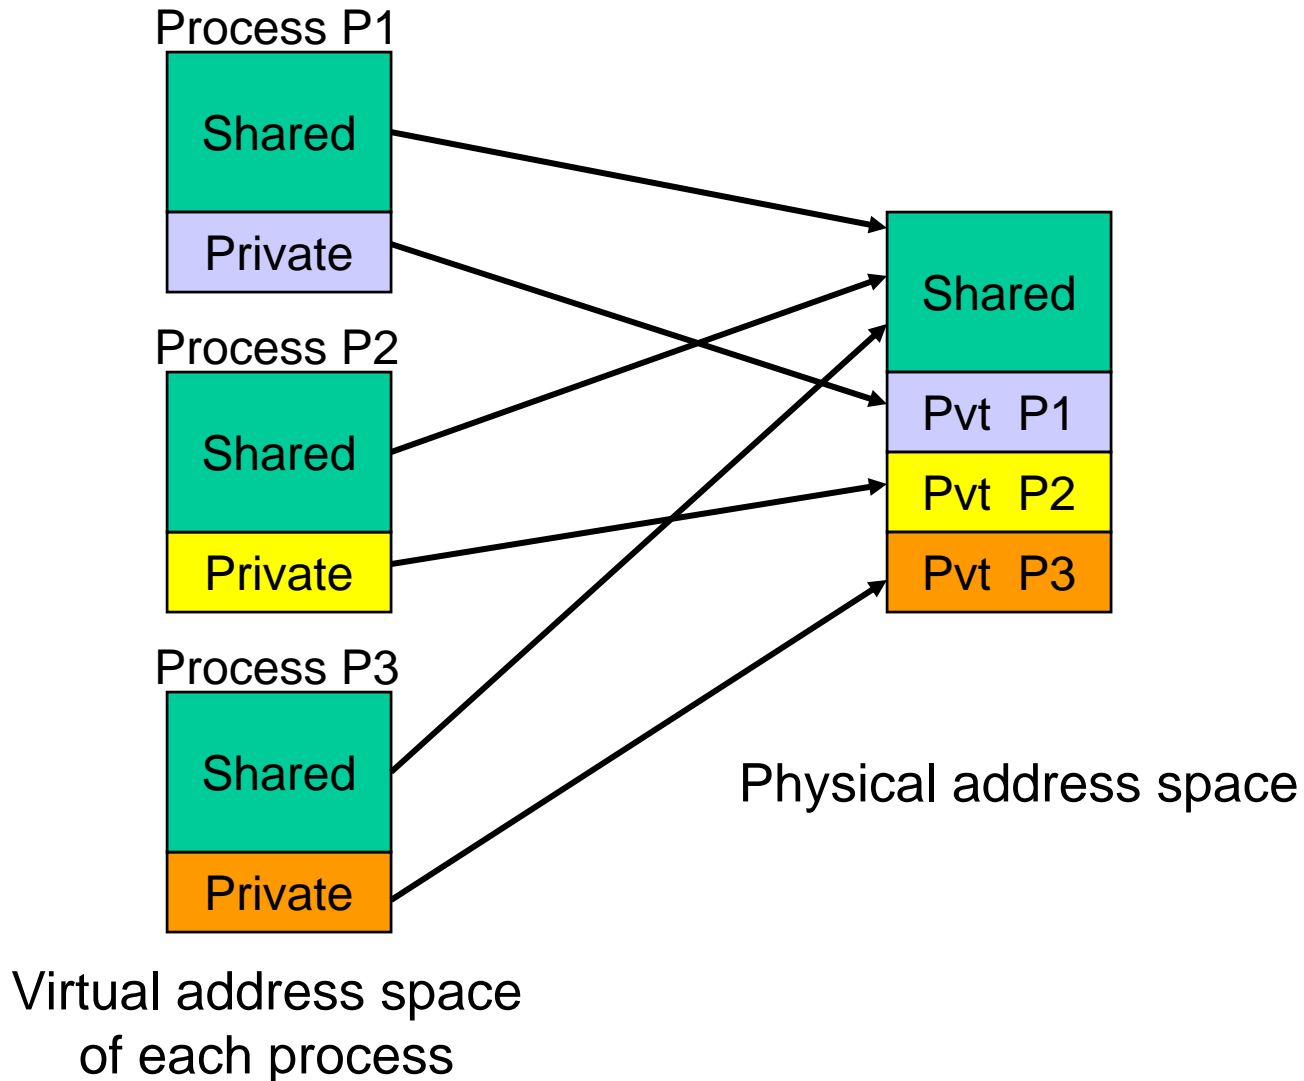 Process P1
Shared
Private
Process P2
Shared
Private
Process P3
Shared
Private
Virtual address space
of each process
Shared
Pvt P1
Pvt P2
Pvt P3
Physical address space